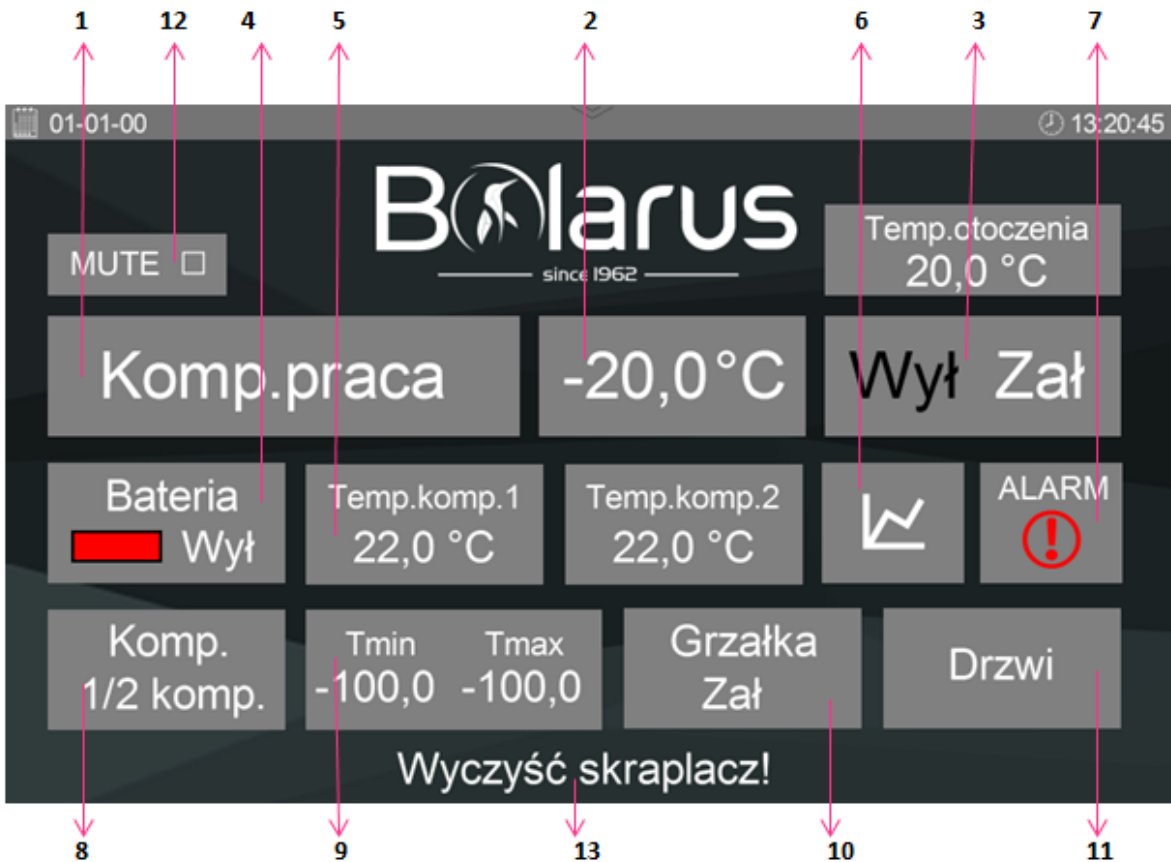 1 12 4 5 2 6 3 7
01-01-00 13:20:45
Bolarus
since 1962
Temp.otoczenia
20,0 °C
MUTE
Komp.praca
-20,0°C
Wył Zał
Bateria
Wył
Temp.komp.1
22,0 °C
Temp.komp.2
22,0 °C
ALARM
Komp.
1/2 komp.
Tmin Tmax
-100,0 -100,0
Grzałka
Zał
Drzwi
Wyczyść skraplacz!
8 9 13 10 11